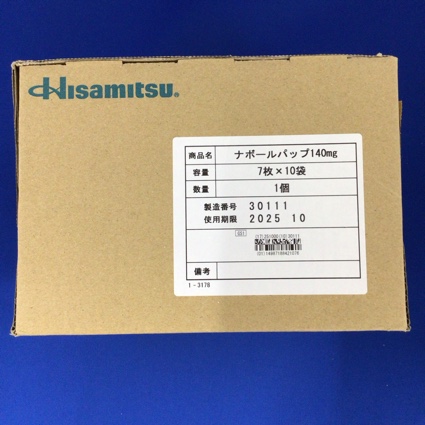 Hisamitsu®
商品名 ナボールパップ140mg
容量 7枚×10袋
数量 1個
製造番号 30111
使用期限 2025 10
備考
1-3178